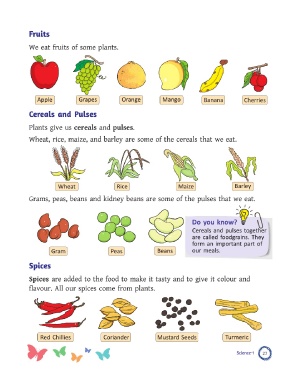 Fruits
We eat fruits of some plants.
Apple Grapes Orange Mango Banana Cherries
Cereals and Pulses
Plants give us cereals and pulses.
Wheat, rice, maize, and barley are some of the cereals that we eat.
Wheat Rice Maize Barley
Grams, peas, beans and kidney beans are some of the pulses that we eat.
Do you know?
Cereals and pulses together
are called foodgrains. They
form an important part of
our meals.
Gram Peas Beans
Spices
Spices are added to the food to make it tasty and to give it colour and
flavour. All our spices come from plants.
Red Chillies Coriander Mustard Seeds Turmeric